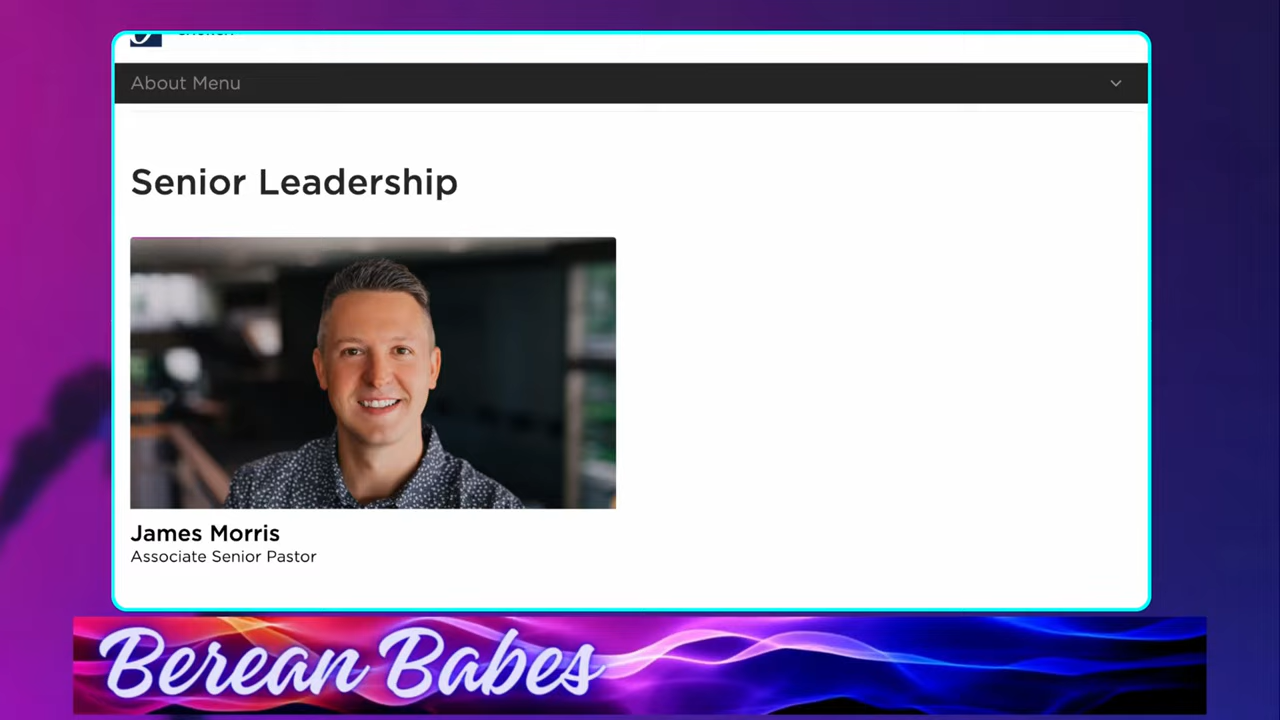 About Menu
Senior Leadership
James Morris
Associate Senior Pastor
Berean Babes